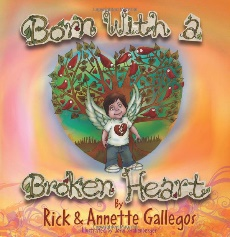 Born With a
Broken Heart
By
Rick & Annette Gallegos